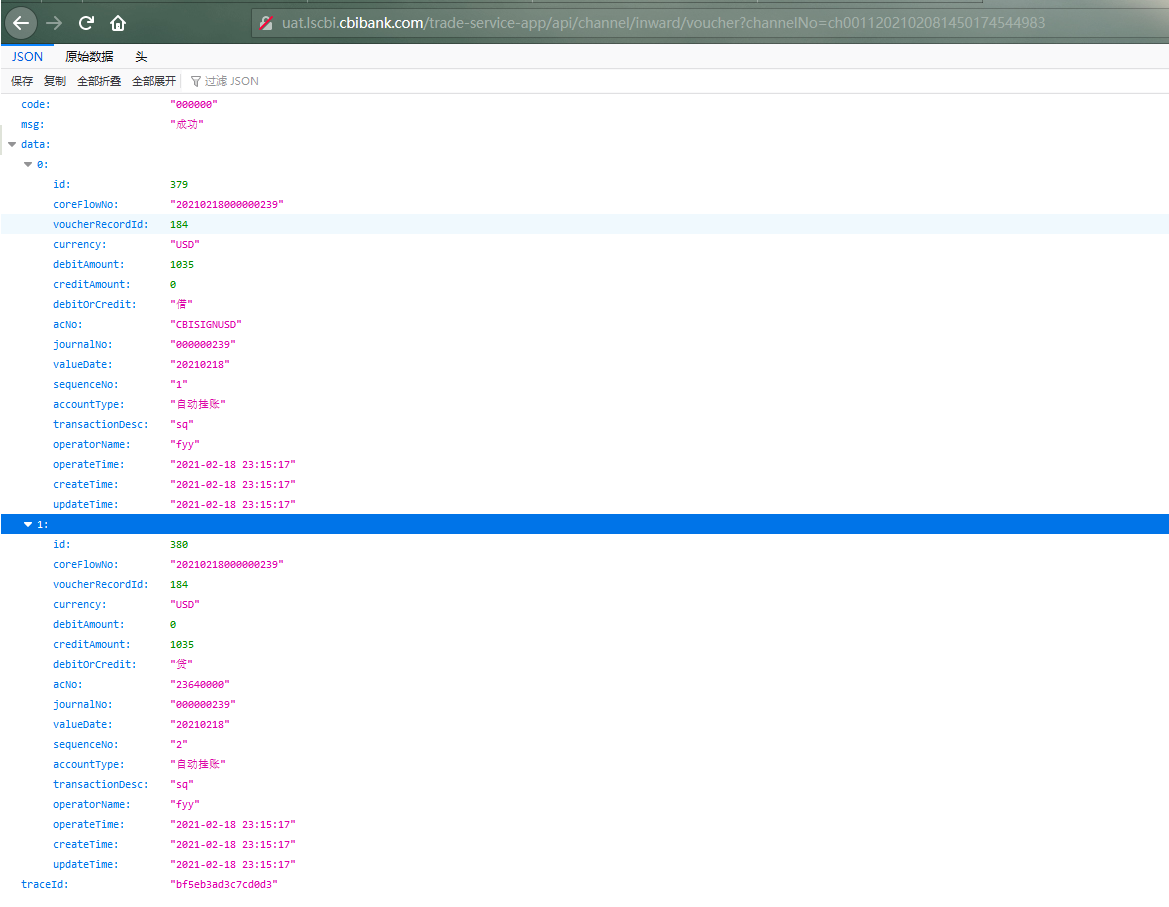 uat.lscbi.cbibank.com/trade-service-app/api/channel/inward/voucher?channelNo=ch00112021020814501745449​83
JSON 原始数据 头
保存 复制 全部折叠 全部展开 过滤 JSON
code: "000000"
msg: "成功"
data:
0:
id: 379
coreFlowNo: "20210218000000239"
voucherRecordId: 184
currency: "USD"
debitAmount: 1035
creditAmount: 0
debitOrCredit: "借"
acNo: "CBISIGNUSD"
journalNo: "000000239"
valueDate: "20210218"
sequenceNo: "1"
accountType: "自动挂账"
transactionDesc: "sq"
operatorName: "fyy"
operateTime: "2021-02-18 23:15:17"
createTime: "2021-02-18 23:15:17"
updateTime: "2021-02-18 23:15:17"
1:
id: 380
coreFlowNo: "20210218000000239"
voucherRecordId: 184
currency: "USD"
debitAmount: 0
creditAmount: 1035
debitOrCredit: "贷"
acNo: "23640000"
journalNo: "000000239"
valueDate: "20210218"
sequenceNo: "2"
accountType: "自动挂账"
transactionDesc: "sq"
operatorName: "fyy"
operateTime: "2021-02-18 23:15:17"
createTime: "2021-02-18 23:15:17"
updateTime: "2021-02-18 23:15:17"
traceId: "bf5eb3ad3c7cd0d3"